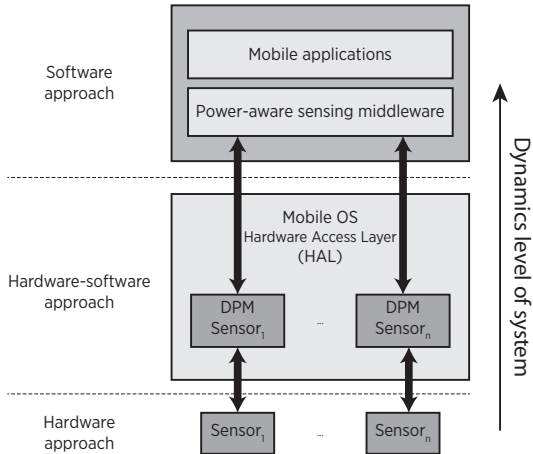 Software
approach
Mobile applications
Power-aware sensing middleware
Hardware-software
approach
Mobile OS
Hardware Access Layer
(HAL)
DPM
Sensor₁
...
DPM
Sensorₙ
Hardware
approach
Sensor₁
...
Sensorₙ
Dynamics level of system